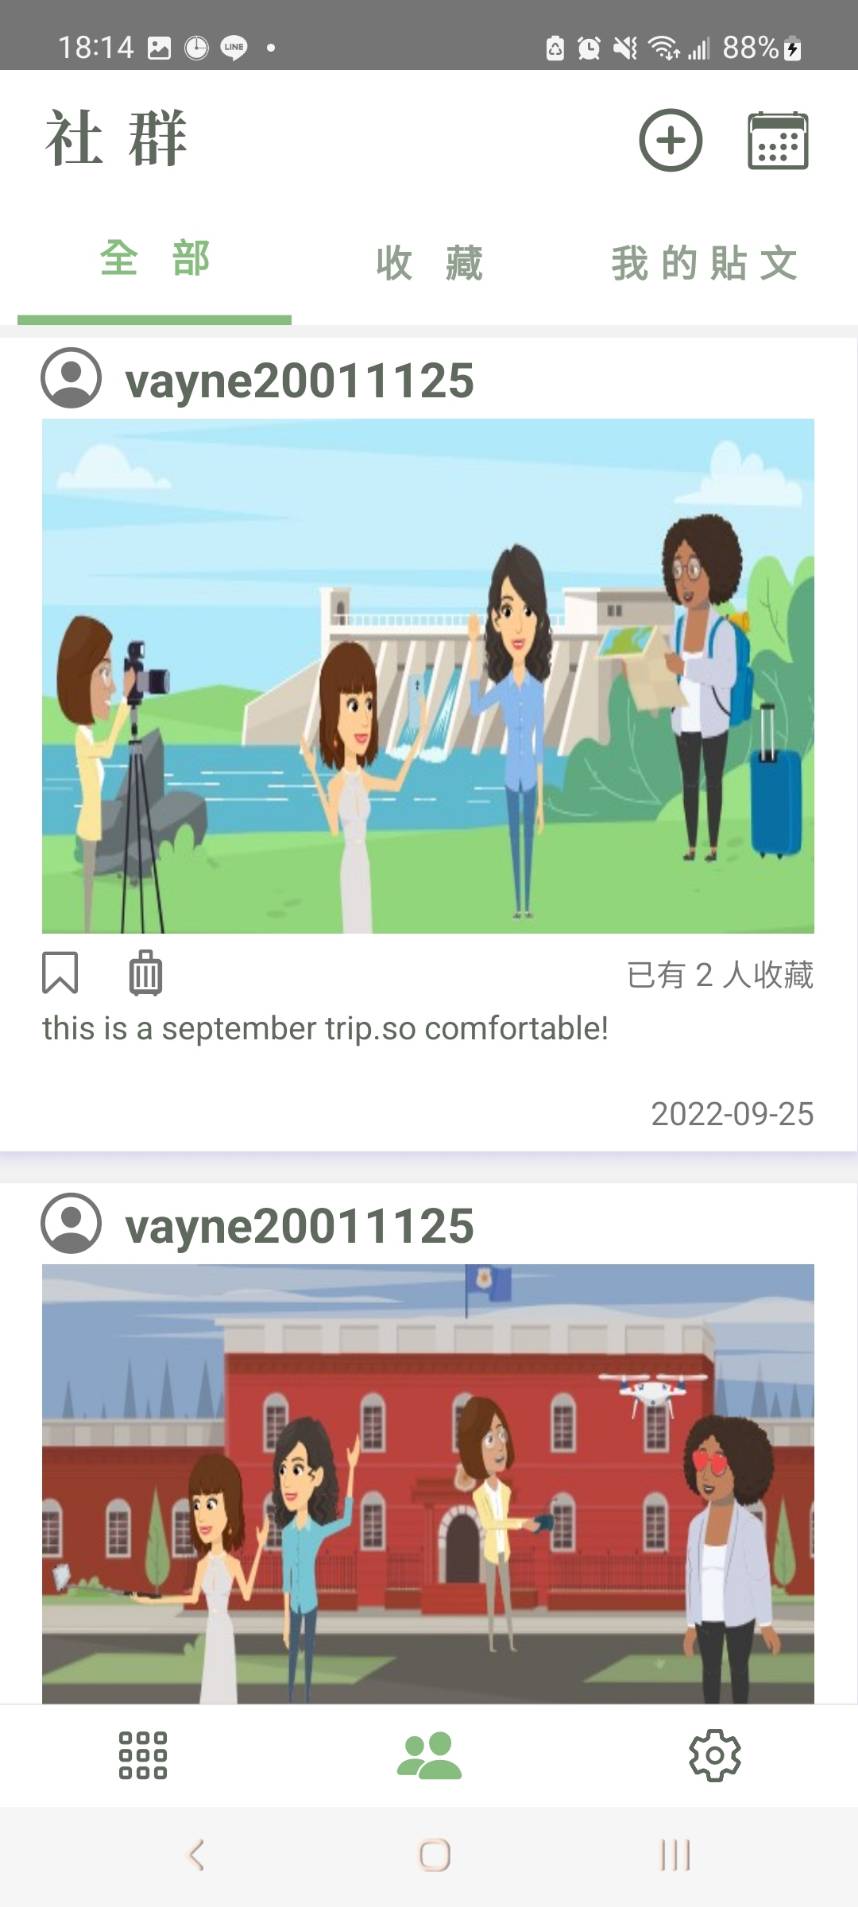 18:14 LINE 88%
社群
全部 收藏 我的貼文
vayne20011125
已有 2 人收藏
this is a september trip.so comfortable!
2022-09-25
vayne20011125